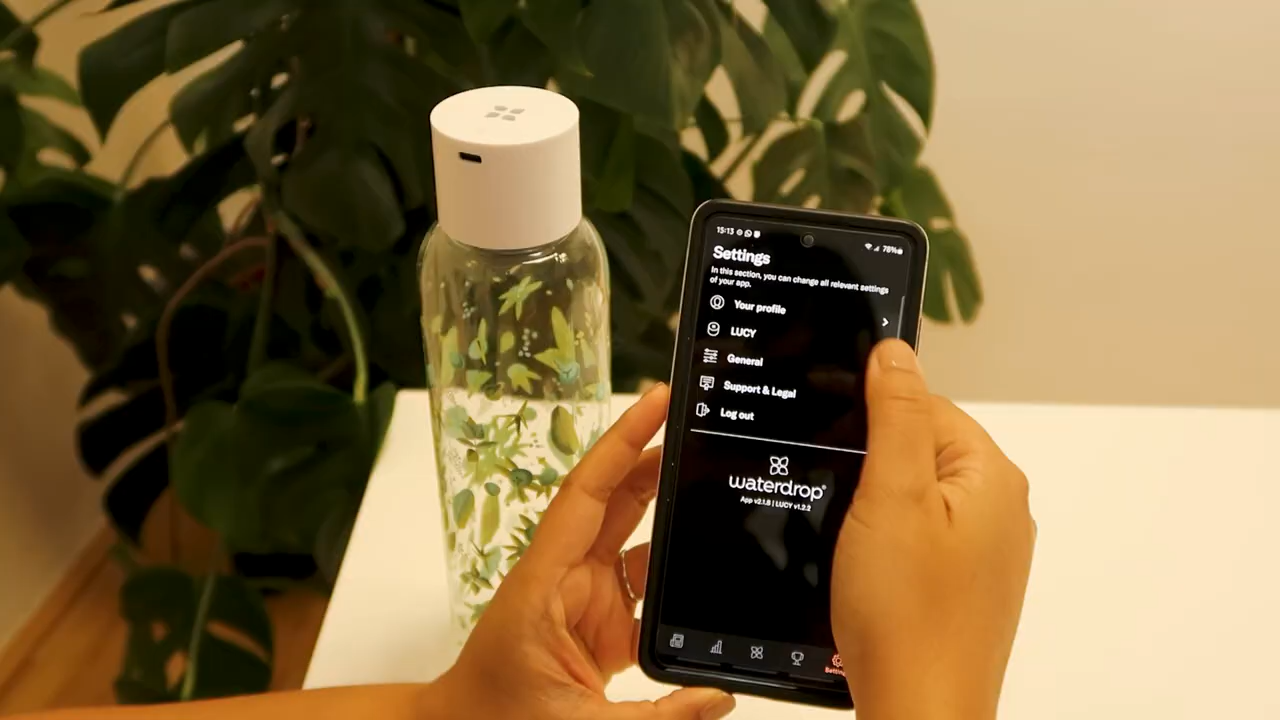 15:13
78%
Settings
In this section, you can change all relevant settings
of your app.
Your profile
LUCY
General
Support & Legal
Log out
waterdrop®
App v2.1.8 | LUCY v1.2.2